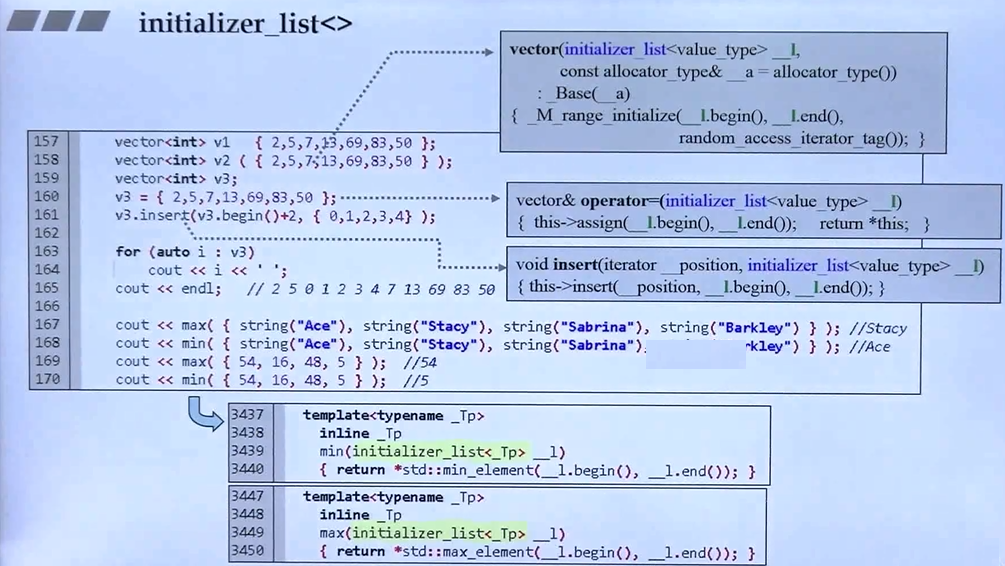 initializer_list<>
vector(initializer_list<value_type> __l,
const allocator_type& __a = allocator_type())
: _Base(__a)
{ _M_range_initialize(__l.begin(), __l.end(),
random_access_iterator_tag()); }
157 vector<int> v1 { 2,5,7,13,69,83,50 };
158 vector<int> v2 ( { 2,5,7,13,69,83,50 } );
159 vector<int> v3;
160 v3 = { 2,5,7,13,69,83,50 };
161 v3.insert(v3.begin()+2, { 0,1,2,3,4} );
162
163 for (auto i : v3)
164 cout << i << ' ';
165 cout << endl; // 2 5 0 1 2 3 4 7 13 69 83 50
166
167 cout << max( { string("Ace"), string("Stacy"), string("Sabrina"), string("Barkley") } ); //Stacy
168 cout << min( { string("Ace"), string("Stacy"), string("Sabrina"), rkley") } ); //Ace
169 cout << max( { 54, 16, 48, 5 } ); //54
170 cout << min( { 54, 16, 48, 5 } ); //5
vector& operator=(initializer_list<value_type> __l)
{ this->assign(__l.begin(), __l.end()); return *this; }
void insert(iterator __position, initializer_list<value_type> __l)
{ this->insert(__position, __l.begin(), __l.end()); }
3437 template<typename _Tp>
3438 inline _Tp
3439 min(initializer_list<_Tp> __l)
3440 { return *std::min_element(__l.begin(), __l.end()); }
3447 template<typename _Tp>
3448 inline _Tp
3449 max(initializer_list<_Tp> __l)
3450 { return *std::max_element(__l.begin(), __l.end()); }